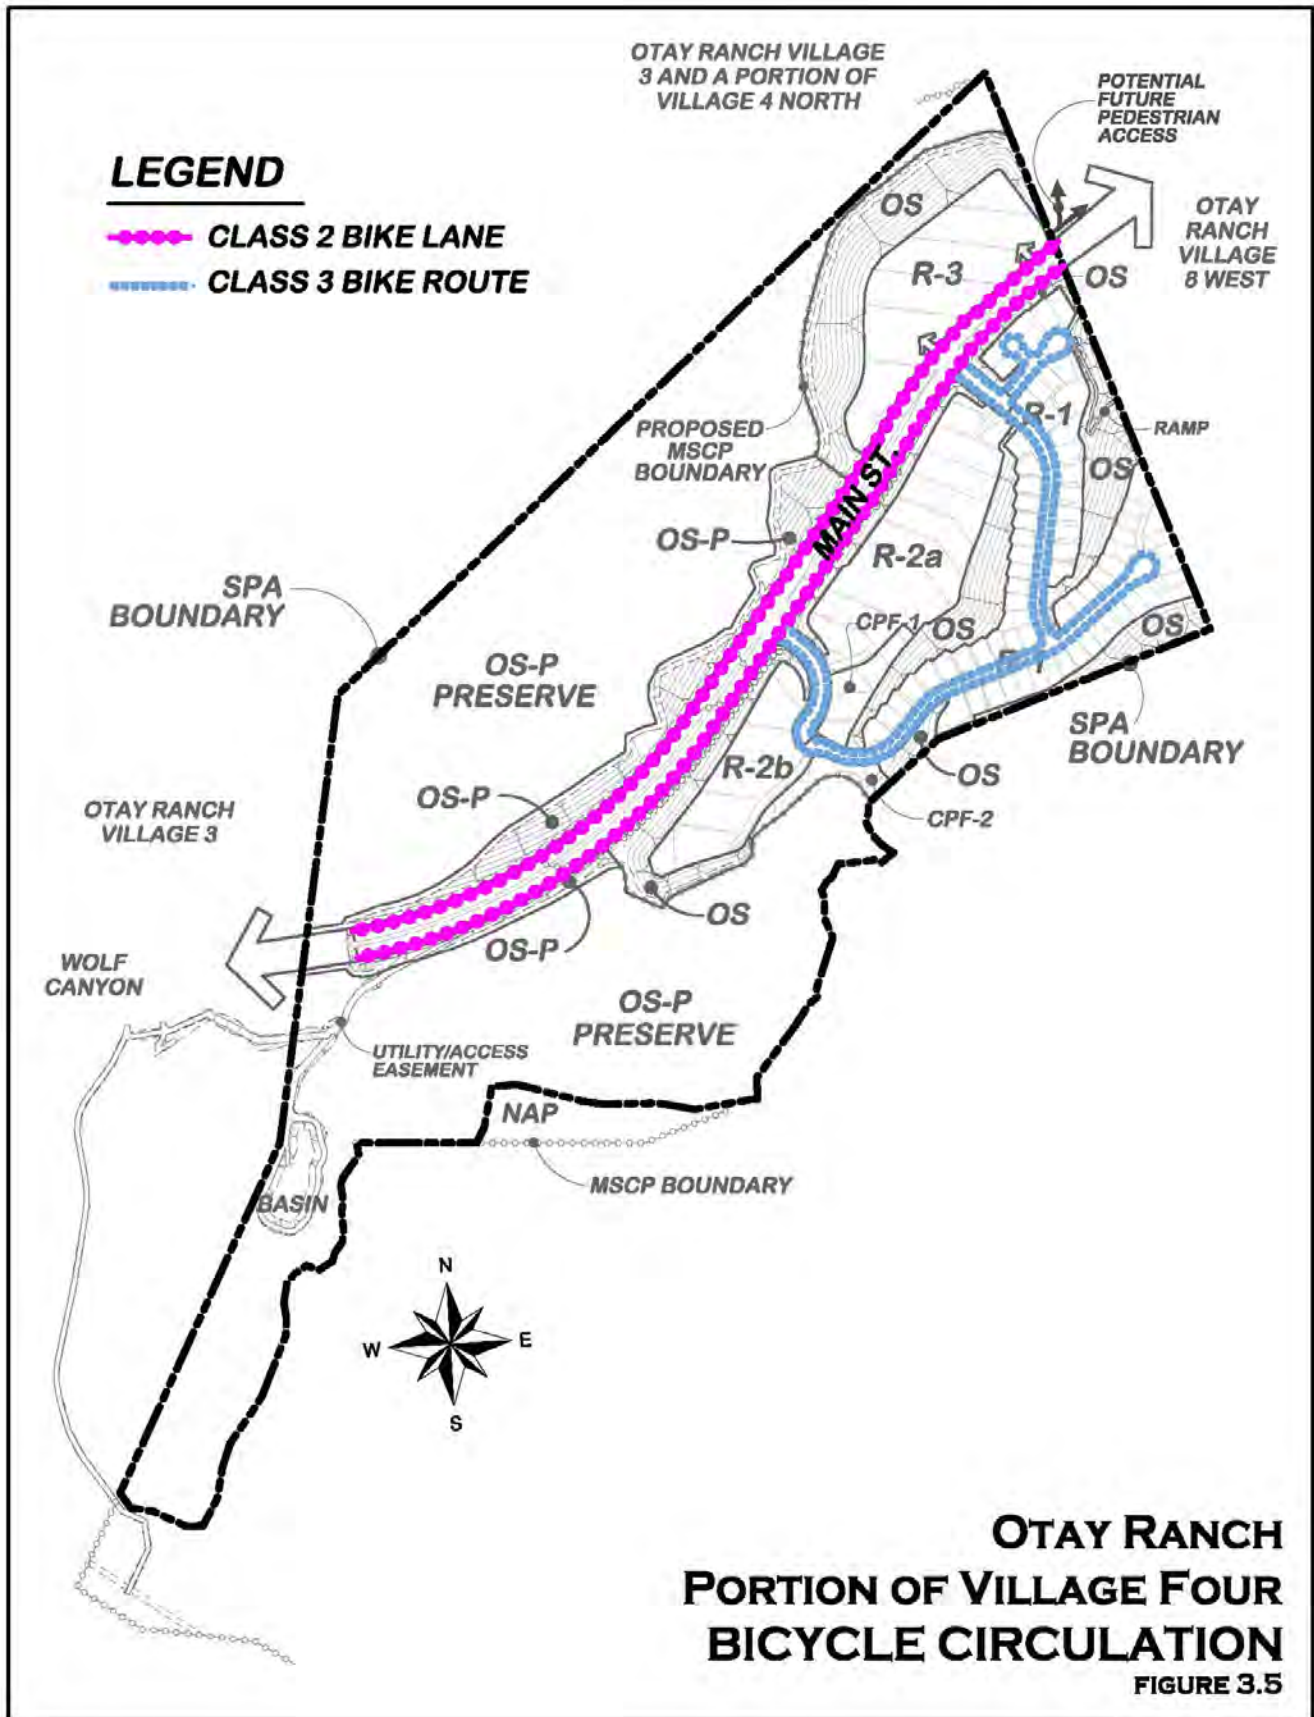 OTAY RANCH VILLAGE
3 AND A PORTION OF
VILLAGE 4 NORTH
POTENTIAL
FUTURE
PEDESTRIAN
ACCESS
LEGEND
CLASS 2 BIKE LANE
CLASS 3 BIKE ROUTE
OTAY
RANCH
VILLAGE
8 WEST
OS
R-3
OS
R-1
RAMP
PROPOSED
MSCP
BOUNDARY
OS
MAIN ST.
OS-P
R-2a
SPA
BOUNDARY
CPF-1
OS
OS
OS-P
PRESERVE
SPA
BOUNDARY
R-2b
OS
OS-P
OTAY RANCH
VILLAGE 3
CPF-2
OS
OS-P
WOLF
CANYON
OS-P
PRESERVE
UTILITY/ACCESS
EASEMENT
NAP
MSCP BOUNDARY
BASIN
N
W
E
S
OTAY RANCH
PORTION OF VILLAGE FOUR
BICYCLE CIRCULATION
FIGURE 3.5